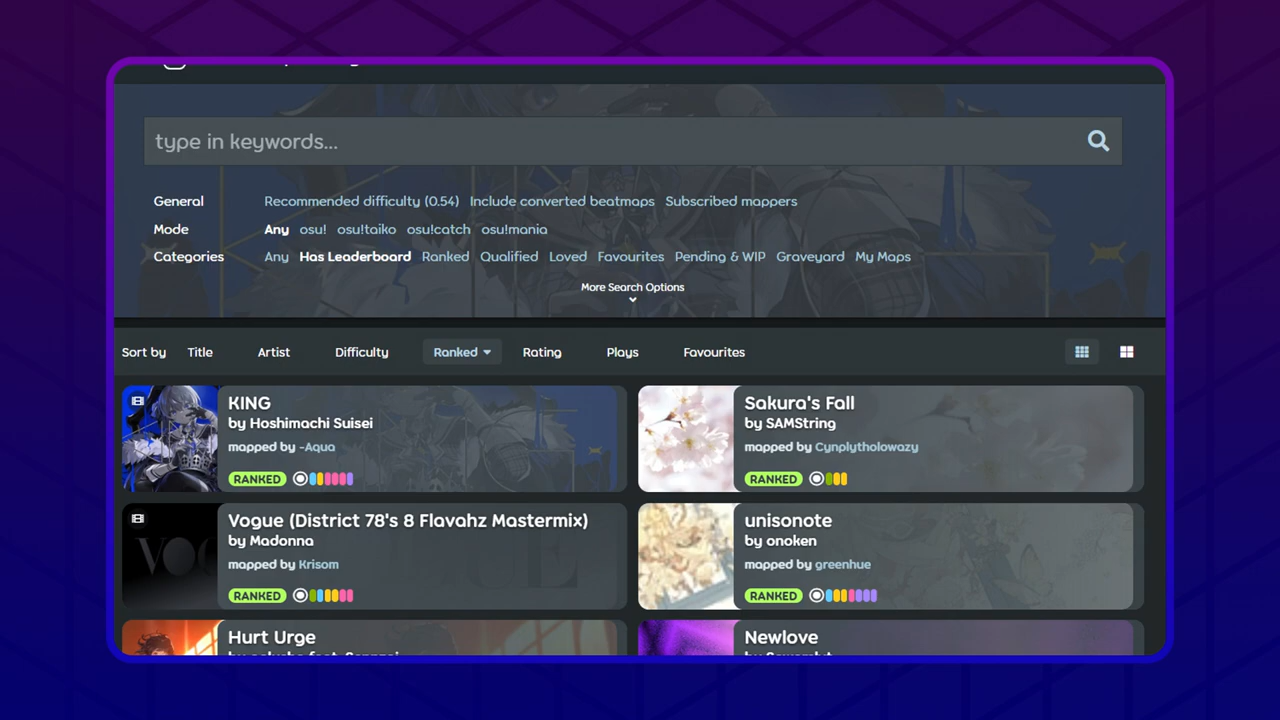 type in keywords...
General Recommended difficulty (0.54) Include converted beatmaps Subscribed mappers
Mode Any osu! osu!taiko osu!catch osu!mania
Categories Any Has Leaderboard Ranked Qualified Loved Favourites Pending & WIP Graveyard My Maps
More Search Options
Sort by Title Artist Difficulty Ranked Rating Plays Favourites
KING
by Hoshimachi Suisei
mapped by -Aqua
RANKED
Sakura's Fall
by SAMString
mapped by Cynplytholowazy
RANKED
Vogue (District 78's 8 Flavahz Mastermix)
by Madonna
mapped by Krisom
RANKED
unisonote
by onoken
mapped by greenhue
RANKED
Hurt Urge
Newlove